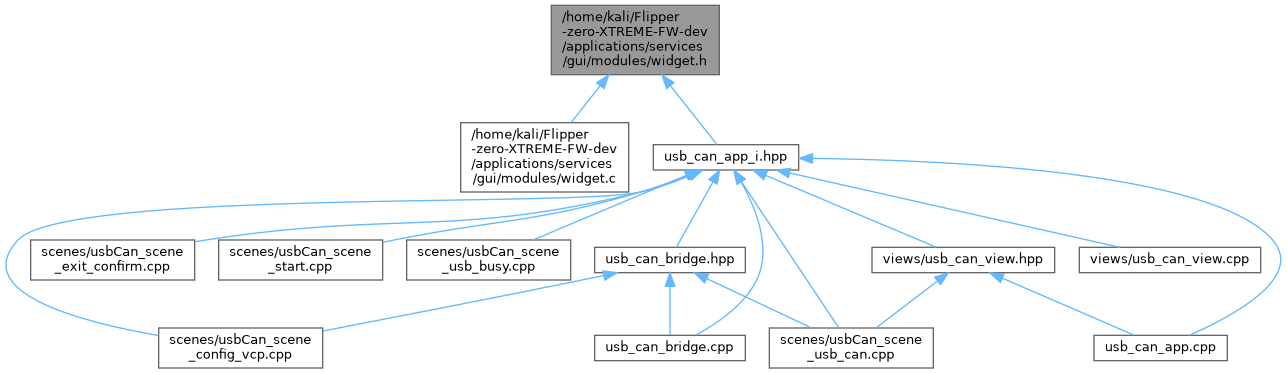 /home/kali/Flipper
-zero-XTREME-FW-dev
/applications/services
/gui/modules/widget.h
/home/kali/Flipper
-zero-XTREME-FW-dev
/applications/services
/gui/modules/widget.c
usb_can_app_i.hpp
scenes/usbCan_scene
_exit_confirm.cpp
scenes/usbCan_scene
_start.cpp
scenes/usbCan_scene
_usb_busy.cpp
usb_can_bridge.hpp
views/usb_can_view.hpp
views/usb_can_view.cpp
scenes/usbCan_scene
_config_vcp.cpp
usb_can_bridge.cpp
scenes/usbCan_scene
_usb_can.cpp
usb_can_app.cpp